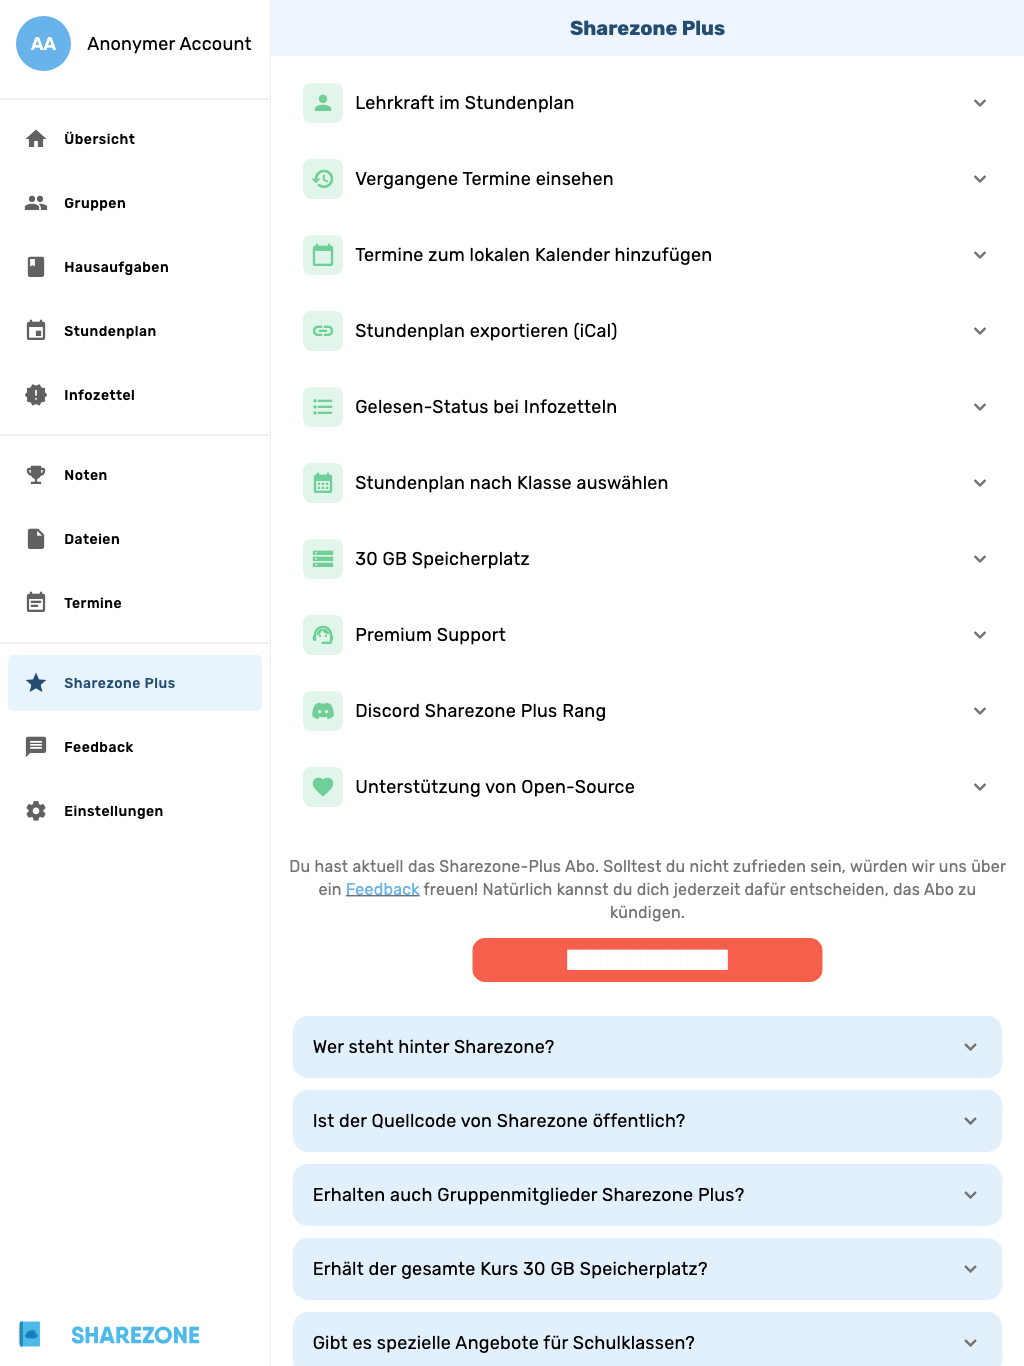 AA
Anonymer Account
Übersicht
Gruppen
Hausaufgaben
Stundenplan
Infozettel
Noten
Dateien
Termine
Sharezone Plus
Feedback
Einstellungen
SHAREZONE
Sharezone Plus
Lehrkraft im Stundenplan
Vergangene Termine einsehen
Termine zum lokalen Kalender hinzufügen
Stundenplan exportieren (iCal)
Gelesen-Status bei Infozetteln
Stundenplan nach Klasse auswählen
30 GB Speicherplatz
Premium Support
Discord Sharezone Plus Rang
Unterstützung von Open-Source
Du hast aktuell das Sharezone-Plus Abo. Solltest du nicht zufrieden sein, würden wir uns über
ein Feedback freuen! Natürlich kannst du dich jederzeit dafür entscheiden, das Abo zu
kündigen.
Wer steht hinter Sharezone?
Ist der Quellcode von Sharezone öffentlich?
Erhalten auch Gruppenmitglieder Sharezone Plus?
Erhält der gesamte Kurs 30 GB Speicherplatz?
Gibt es spezielle Angebote für Schulklassen?